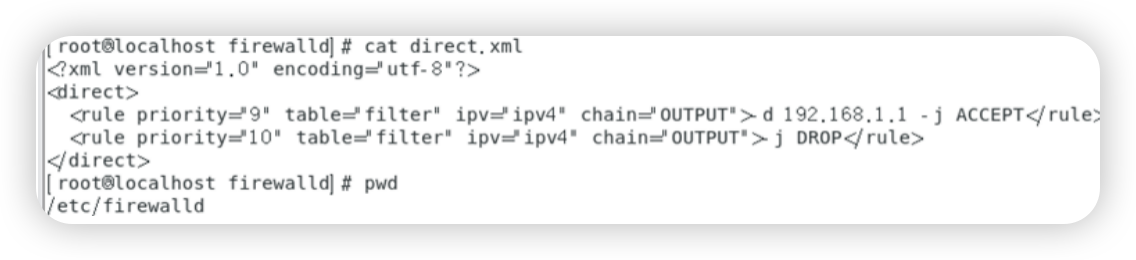 [root@localhost firewalld]# cat direct.xml
<?xml version="1.0" encoding="utf-8"?>
<direct>
  <rule priority="9" table="filter" ipv="ipv4" chain="OUTPUT">-d 192.168.1.1 -j ACCEPT</rule>
  <rule priority="10" table="filter" ipv="ipv4" chain="OUTPUT">-j DROP</rule>
</direct>
[root@localhost firewalld]# pwd
/etc/firewalld